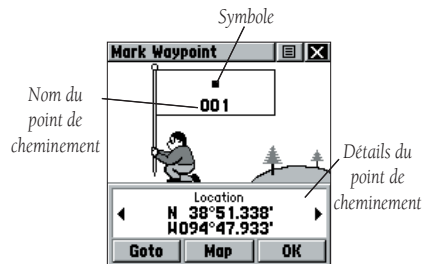 Symbole
Mark Waypoint
001
Nom du
point de
cheminement
Détails du
point de
cheminement
Location
N 38°51.338'
W094°47.933'
Goto Map OK